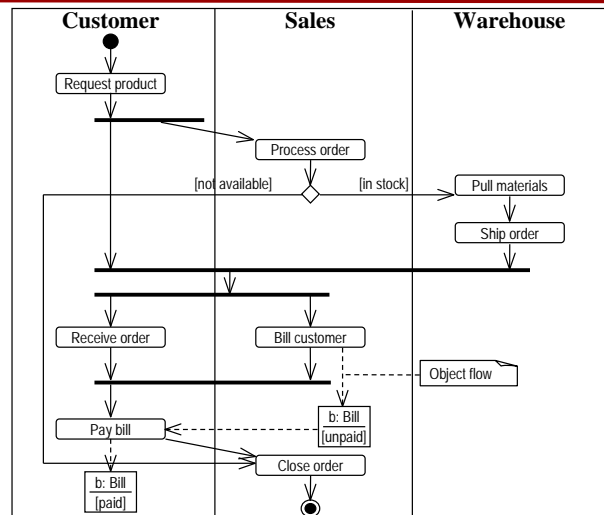 Customer
Sales
Warehouse
Request product
Process order
[not available]
[in stock]
Pull materials
Ship order
Receive order
Bill customer
Object flow
b: Bill
[unpaid]
Pay bill
Close order
b: Bill
[paid]